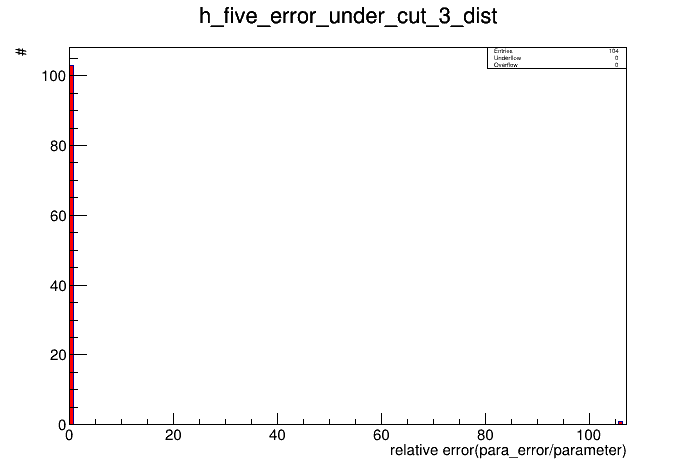 h_five_error_under_cut_3_dist
#
Entries 104
Underflow 0
Overflow 0
100
80
60
40
20
0
0 20 40 60 80 100
relative error(para_error/parameter)